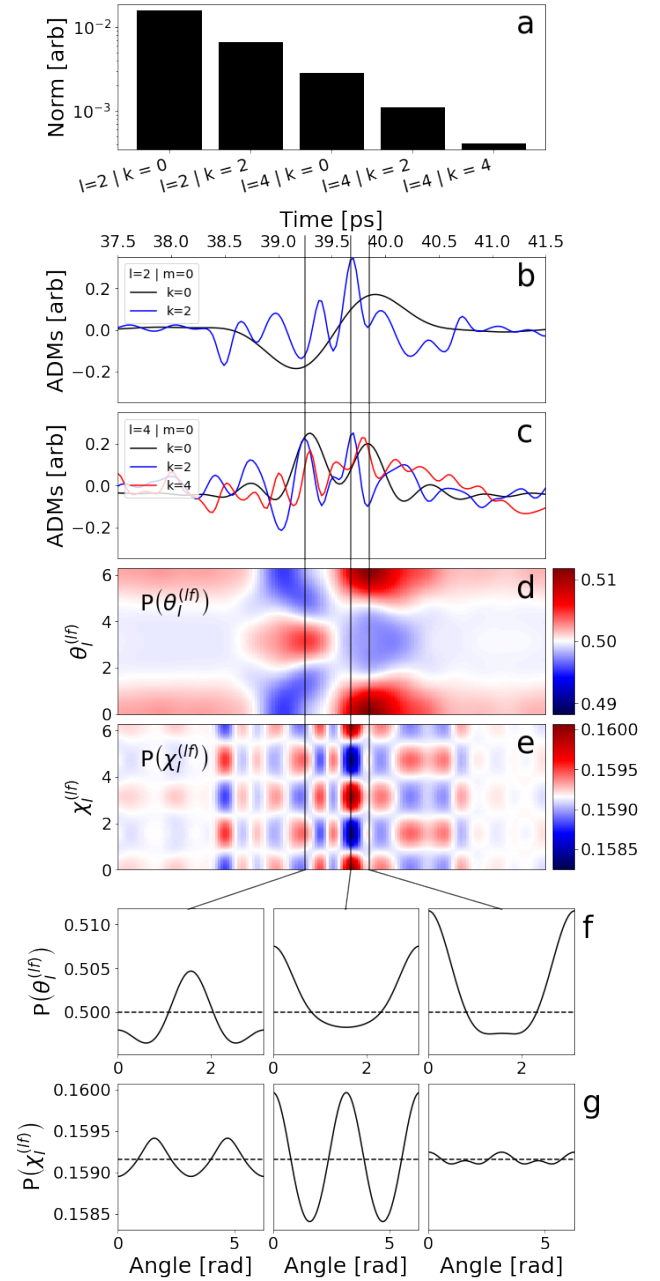 a
Norm [arb]
10⁻²
10⁻³
l=2 | k = 0
l=2 | k = 2
l=4 | k = 0
l=4 | k = 2
l=4 | k = 4
Time [ps]
37.5 38.0 38.5 39.0 39.5 40.0 40.5 41.0 41.5
b
ADMs [arb]
0.2
0.0
−0.2
l=2 | m=0
k=0
k=2
c
ADMs [arb]
0.2
0.0
−0.2
l=4 | m=0
k=0
k=2
k=4
d
P(θ_l^(lf))
θ_l^(lf)
6
4
2
0
0.51
0.50
0.49
e
P(χ_l^(lf))
χ_l^(lf)
6
4
2
0
0.1600
0.1595
0.1590
0.1585
f
P(θ_l^(lf))
0.510
0.505
0.500
0 2 0 2 0 2
g
P(χ_l^(lf))
0.1600
0.1595
0.1590
0.1585
0 5 0 5 0 5
Angle [rad] Angle [rad] Angle [rad]